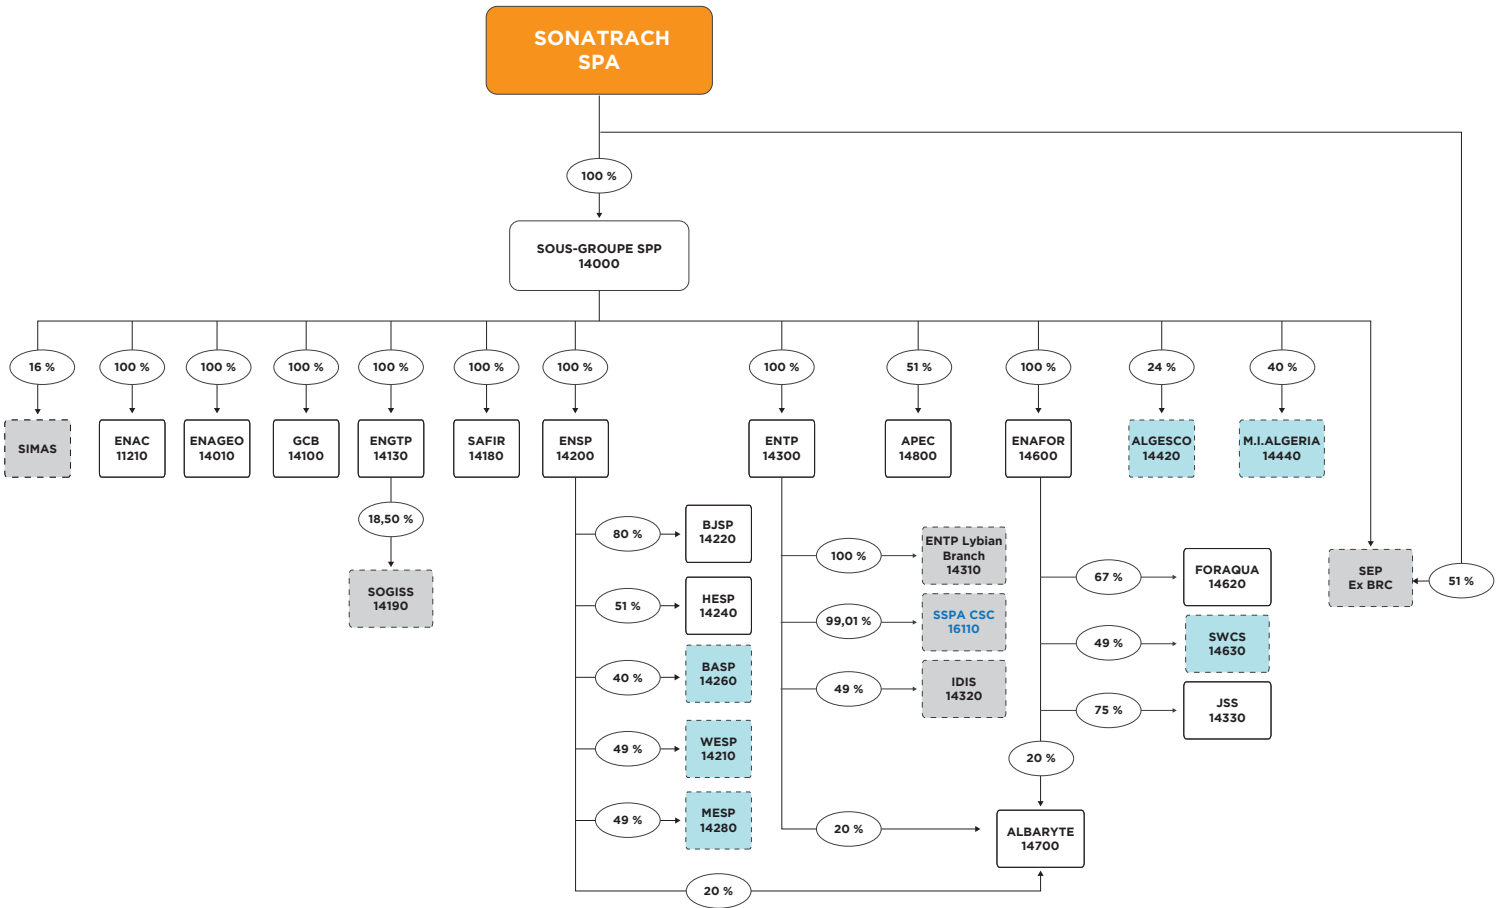 SONATRACH
SPA
100 %
SOUS-GROUPE SPP
14000
16 %
100 %
100 %
100 %
100 %
100 %
100 %
100 %
51 %
100 %
24 %
40 %
SIMAS
ENAC
11210
ENAGEO
14010
GCB
14100
ENGTP
14130
SAFIR
14180
ENSP
14200
ENTP
14300
APEC
14800
ENAFOR
14600
ALGESCO
14420
M.I.ALGERIA
14440
18,50 %
SOGISS
14190
80 %
BJSP
14220
51 %
HESP
14240
40 %
BASP
14260
49 %
WESP
14210
49 %
MESP
14280
20 %
100 %
ENTP Lybian
Branch
14310
99,01 %
SSPA CSC
16110
49 %
IDIS
14320
20 %
67 %
FORAQUA
14620
49 %
SWCS
14630
75 %
JSS
14330
20 %
ALBARYTE
14700
SEP
Ex BRC
51 %